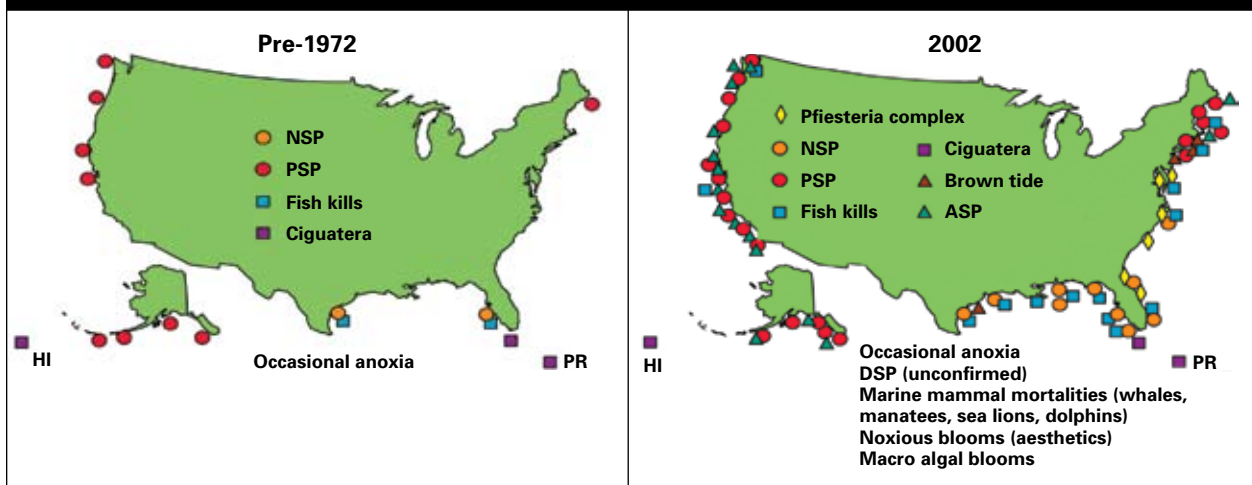 Pre-1972
NSP
PSP
Fish kills
Ciguatera
HI
Occasional anoxia
PR
2002
Pfiesteria complex
NSP
Ciguatera
PSP
Brown tide
Fish kills
ASP
HI
PR
Occasional anoxia
DSP (unconfirmed)
Marine mammal mortalities (whales,
manatees, sea lions, dolphins)
Noxious blooms (aesthetics)
Macro algal blooms